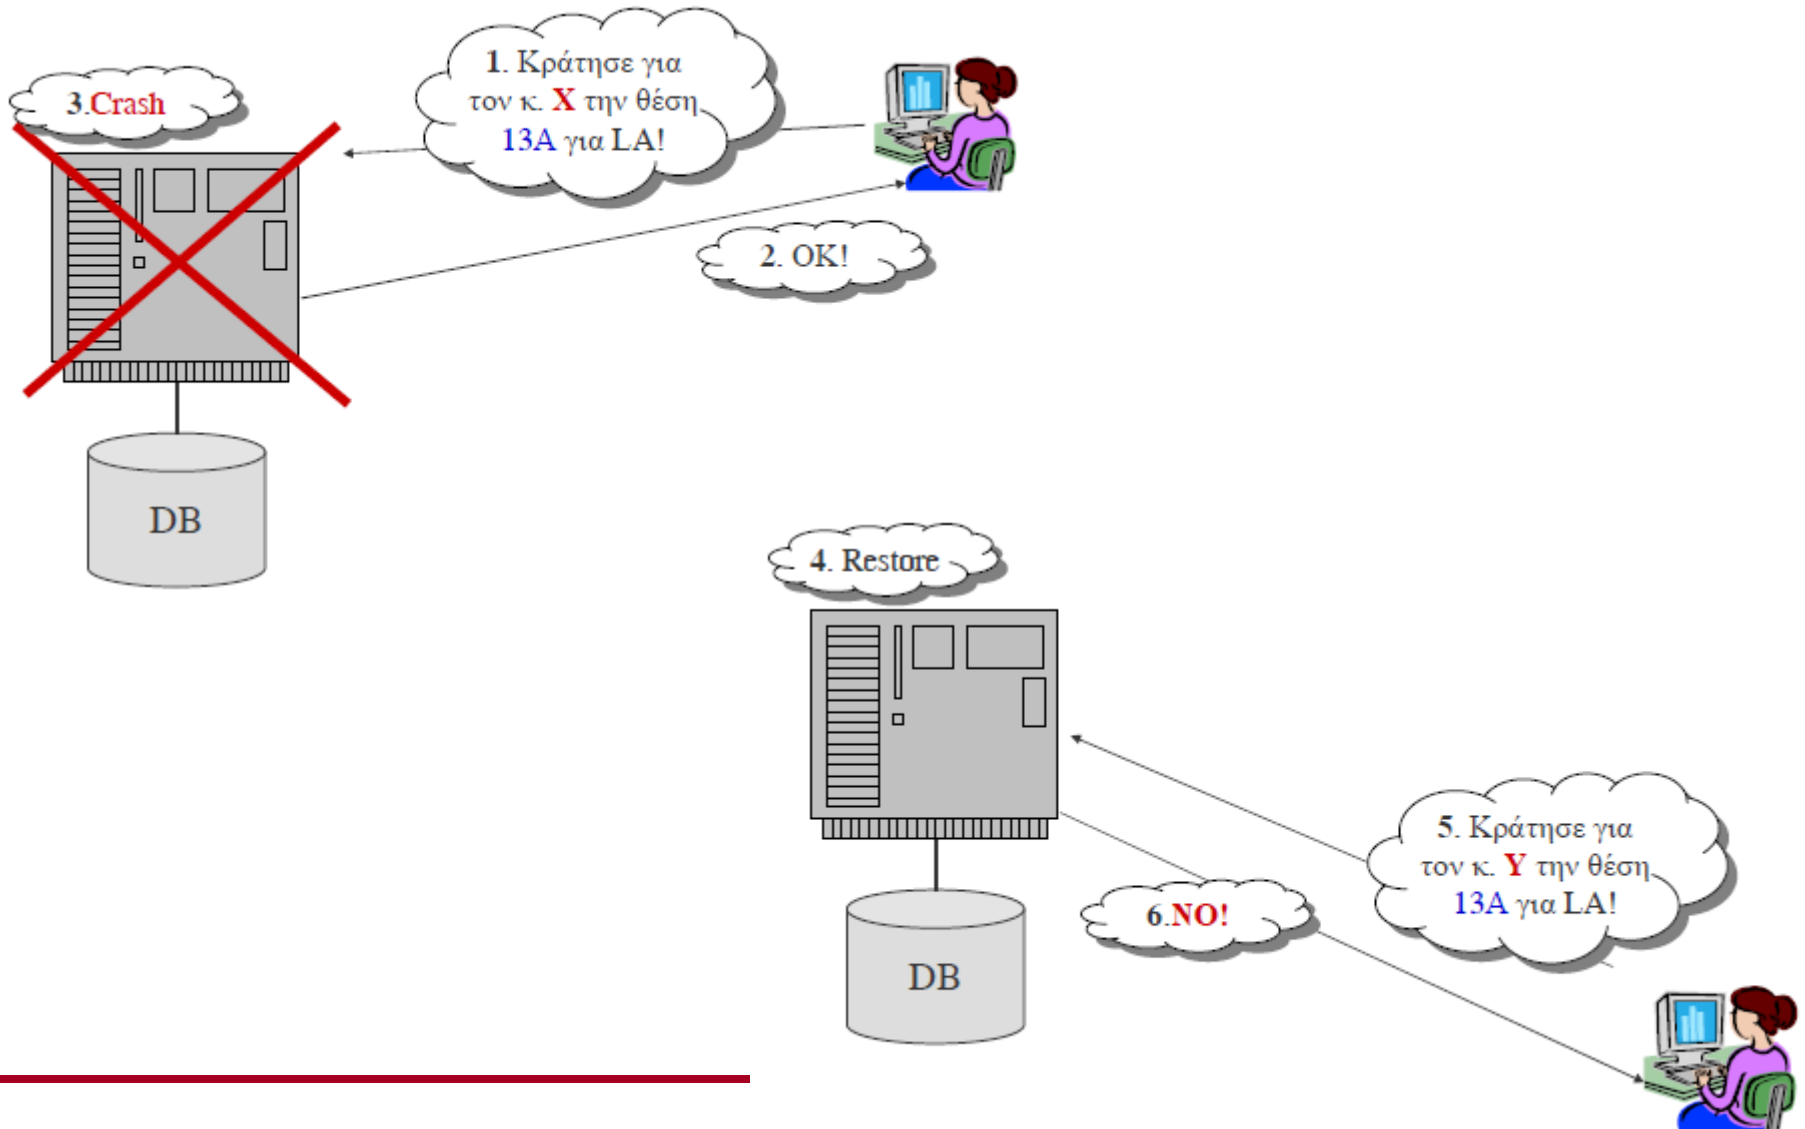 1. Κράτησε για
τον κ. X την θέση
13A για LA!
3.Crash
2. OK!
DB
4. Restore
5. Κράτησε για
τον κ. Y την θέση
13A για LA!
6.NO!
DB